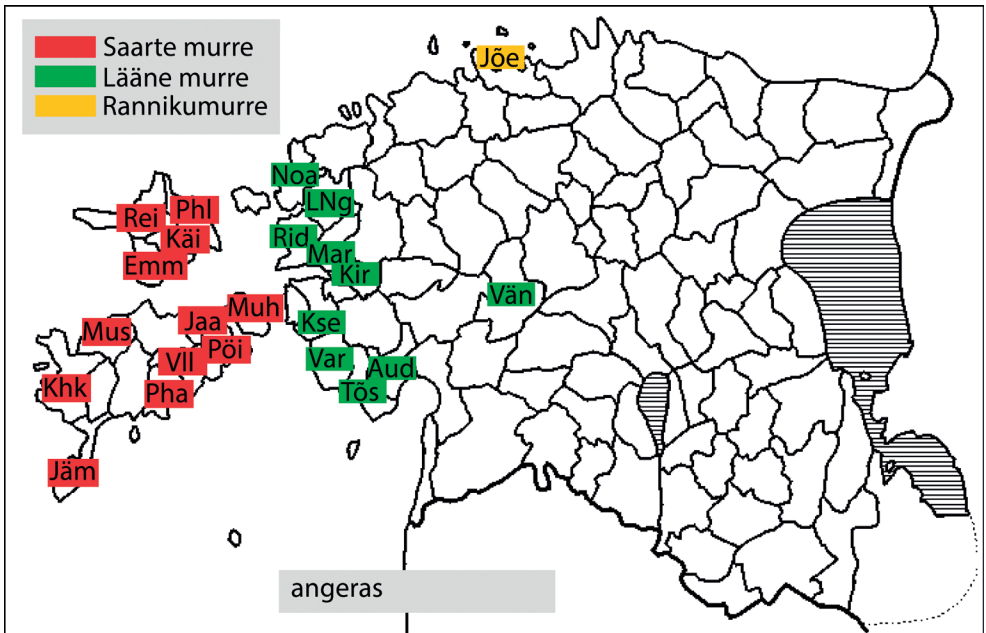 Saarte murre
Lääne murre
Rannikumurre
Jõe
Noa
LNg
Phl
Rei
Rid
Käi
Mar
Emm
Kir
Vän
Muh
Jaa
Kse
Mus
Pöi
Vll
Var
Aud
Khk
Pha
Tõs
Jäm
angeras